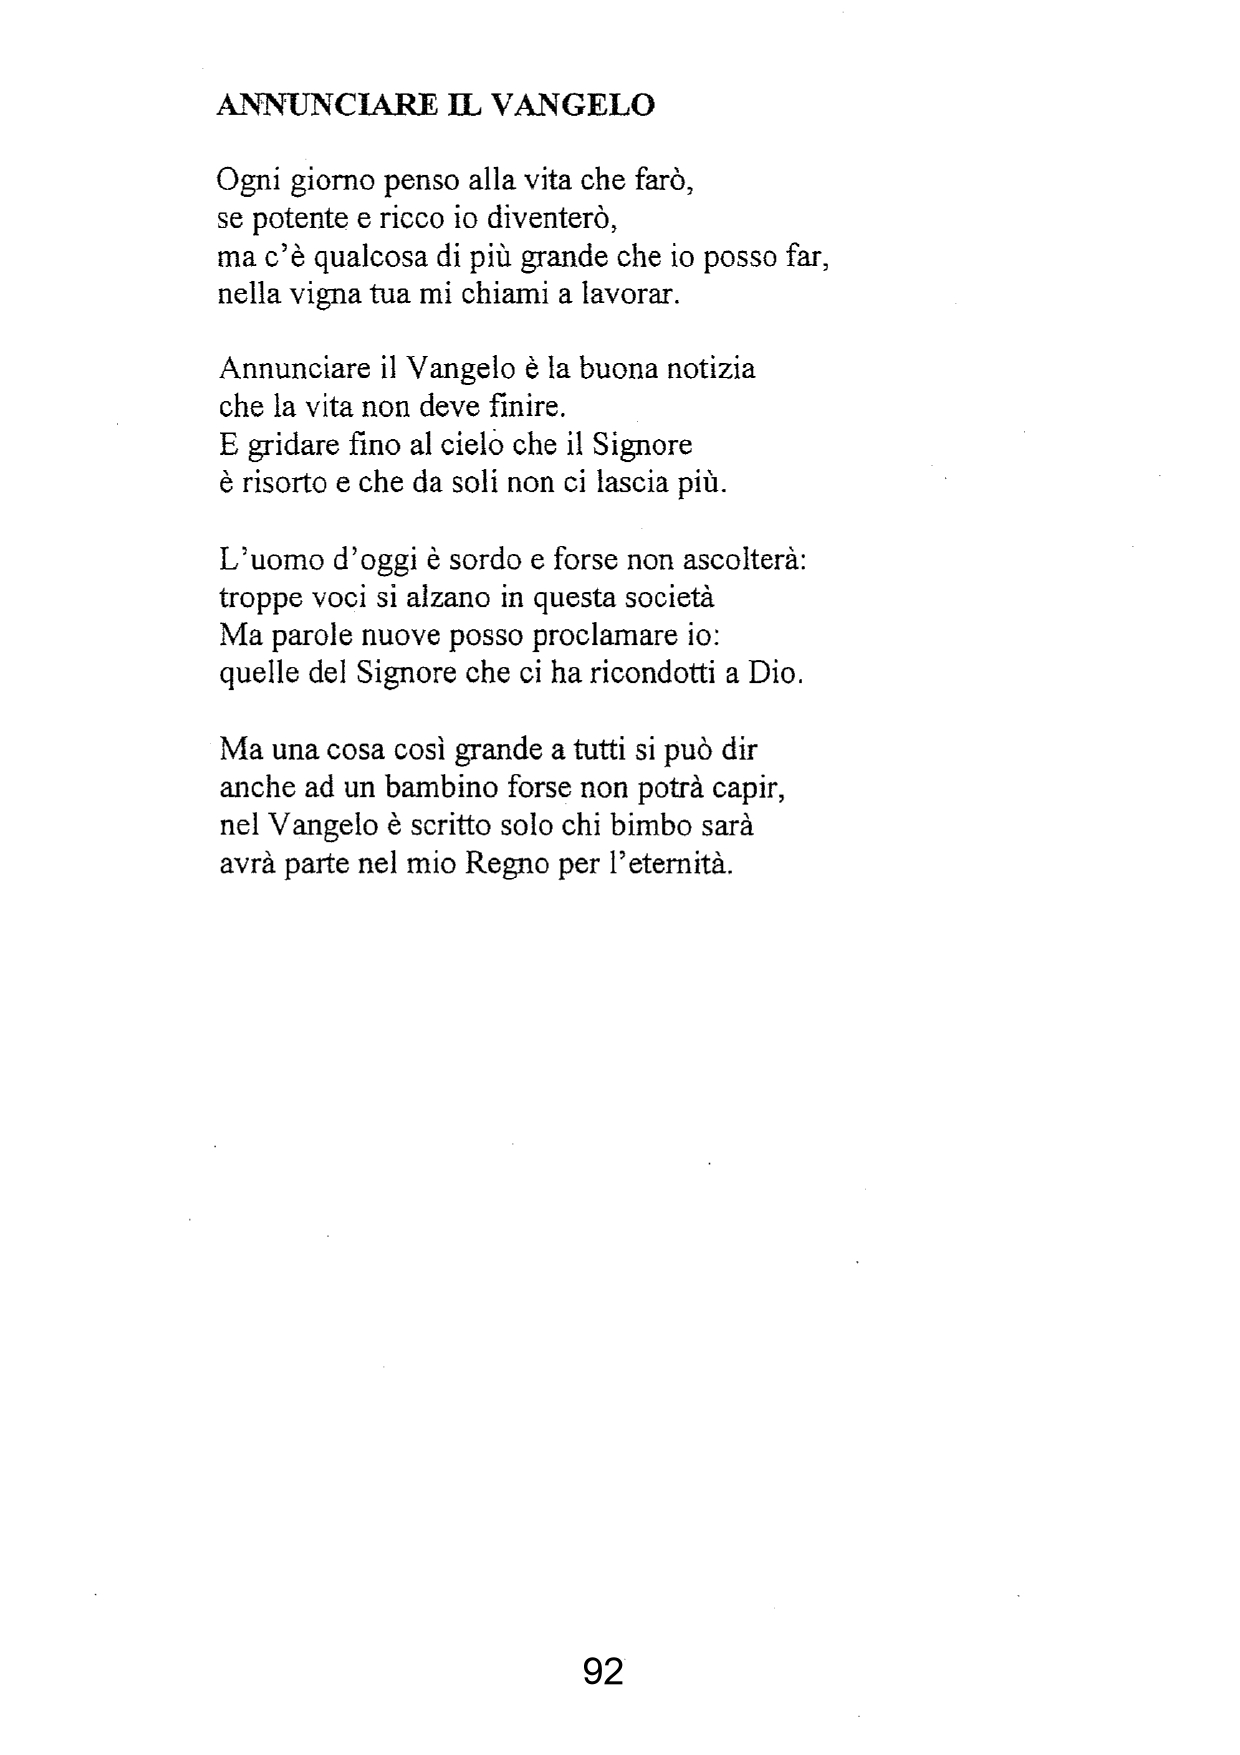 ANNUNCIARE IL VANGELO
Ogni giorno penso alla vita che farò,
se potente e ricco io diventerò,
ma c'è qualcosa di più grande che io posso far,
nella vigna tua mi chiami a lavorar.
Annunciare il Vangelo è la buona notizia
che la vita non deve finire.
E gridare fino al cielo che il Signore
è risorto e che da soli non ci lascia più.
L'uomo d'oggi è sordo e forse non ascolterà:
troppe voci si alzano in questa società
Ma parole nuove posso proclamare io:
quelle del Signore che ci ha ricondotti a Dio.
Ma una cosa così grande a tutti si può dir
anche ad un bambino forse non potrà capir,
nel Vangelo è scritto solo chi bimbo sarà
avrà parte nel mio Regno per l'eternità.
92